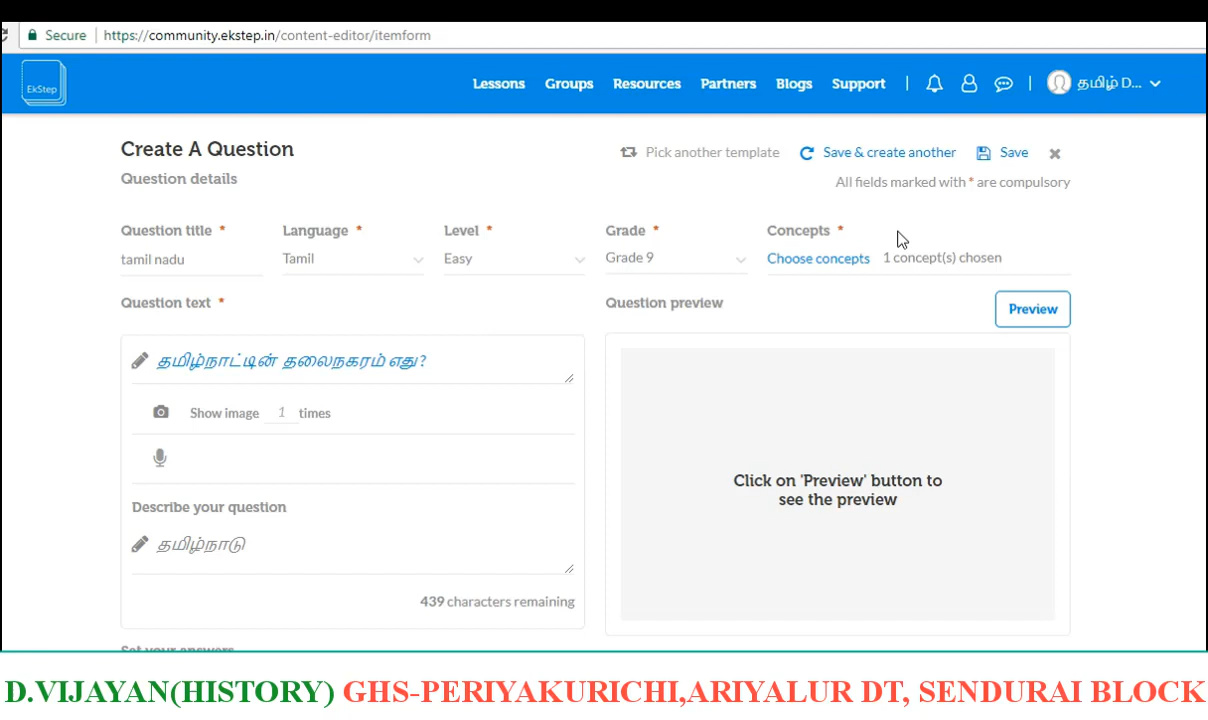 Secure https://community.ekstep.in/content-editor/itemform
EkStep Lessons Groups Resources Partners Blogs Support தமிழ் D...
Create A Question Pick another template Save & create another Save
Question details All fields marked with * are compulsory
Question title * Language * Level * Grade * Concepts *
tamil nadu Tamil Easy Grade 9 Choose concepts 1 concept(s) chosen
Question text * Question preview Preview
தமிழ்நாட்டின் தலைநகரம் எது?
Show image 1 times
Click on 'Preview' button to
see the preview
Describe your question
தமிழ்நாடு
439 characters remaining
Set your answers
D.VIJAYAN(HISTORY) GHS-PERIYAKURICHI,ARIYALUR DT, SENDURAI BLOCK